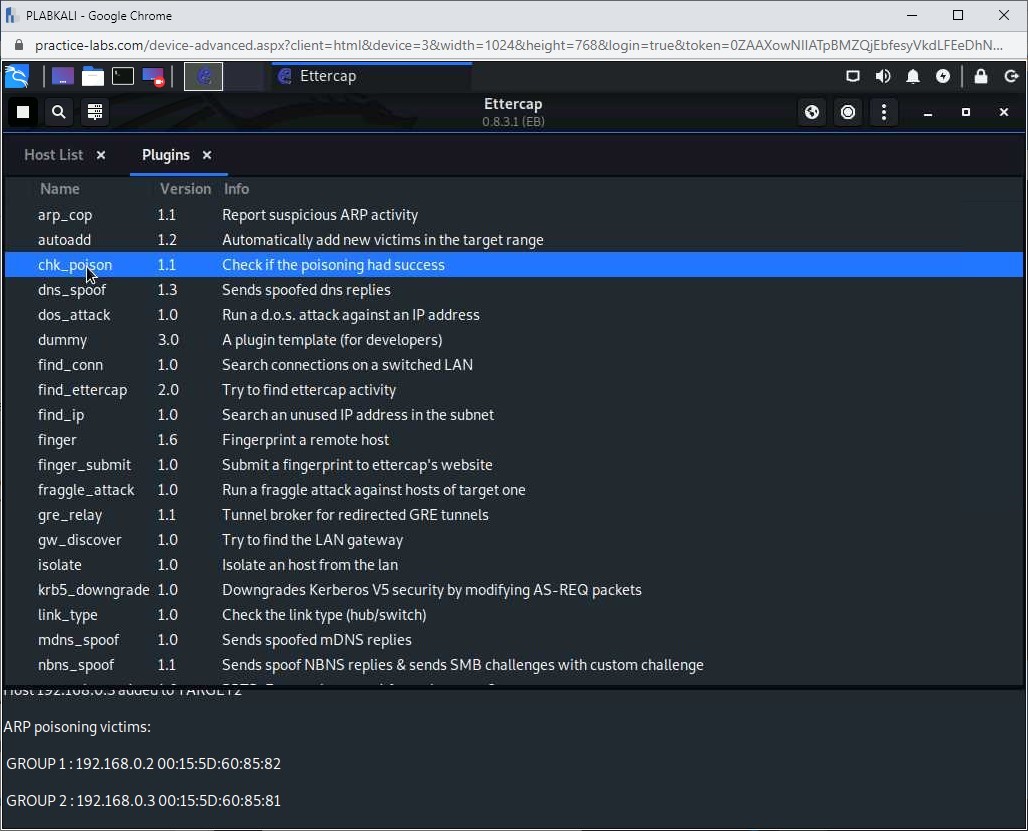 PLABKALI - Google Chrome
practice-labs.com/device-advanced.aspx?client=html&device=3&width=1024&height=768&login=true&token=0ZAAXowNIIATpBMZQjEbfesyVkdLFEeDhN...
Ettercap
Ettercap
0.8.3.1 (EB)
Host List × Plugins ×
Name Version Info
arp_cop 1.1 Report suspicious ARP activity
autoadd 1.2 Automatically add new victims in the target range
chk_poison 1.1 Check if the poisoning had success
dns_spoof 1.3 Sends spoofed dns replies
dos_attack 1.0 Run a d.o.s. attack against an IP address
dummy 3.0 A plugin template (for developers)
find_conn 1.0 Search connections on a switched LAN
find_ettercap 2.0 Try to find ettercap activity
find_ip 1.0 Search an unused IP address in the subnet
finger 1.6 Fingerprint a remote host
finger_submit 1.0 Submit a fingerprint to ettercap's website
fraggle_attack 1.0 Run a fraggle attack against hosts of target one
gre_relay 1.1 Tunnel broker for redirected GRE tunnels
gw_discover 1.0 Try to find the LAN gateway
isolate 1.0 Isolate an host from the lan
krb5_downgrade 1.0 Downgrades Kerberos V5 security by modifying AS-REQ packets
link_type 1.0 Check the link type (hub/switch)
mdns_spoof 1.0 Sends spoofed mDNS replies
nbns_spoof 1.1 Sends spoof NBNS replies & sends SMB challenges with custom challenge
Host 192.168.0.3 added to TARGET2
ARP poisoning victims:
GROUP 1 : 192.168.0.2 00:15:5D:60:85:82
GROUP 2 : 192.168.0.3 00:15:5D:60:85:81